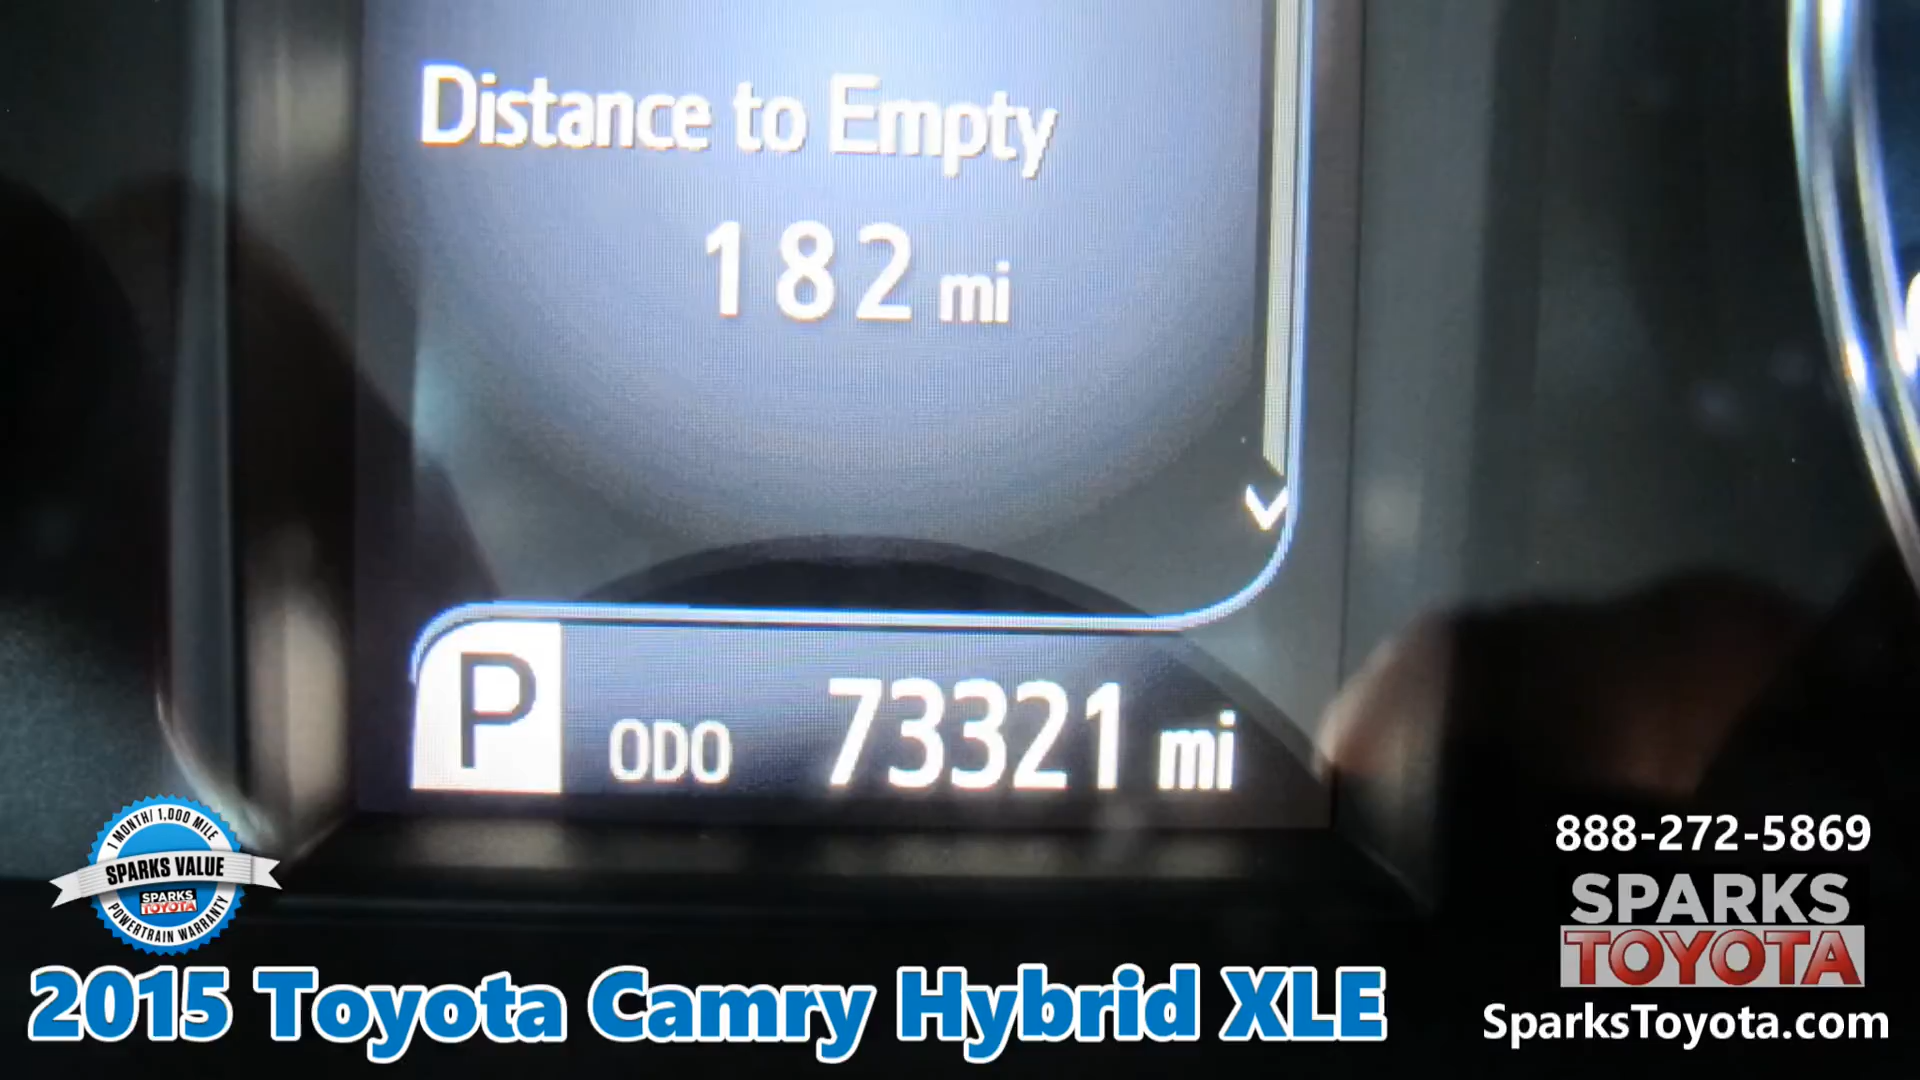 Distance to Empty
182 mi
P ODO 73321 mi
1 MONTH/ 1,000 MILE
SPARKS VALUE
SPARKS
TOYOTA
POWERTRAIN WARRANTY
2015 Toyota Camry Hybrid XLE
888-272-5869
SPARKS
TOYOTA
SparksToyota.com